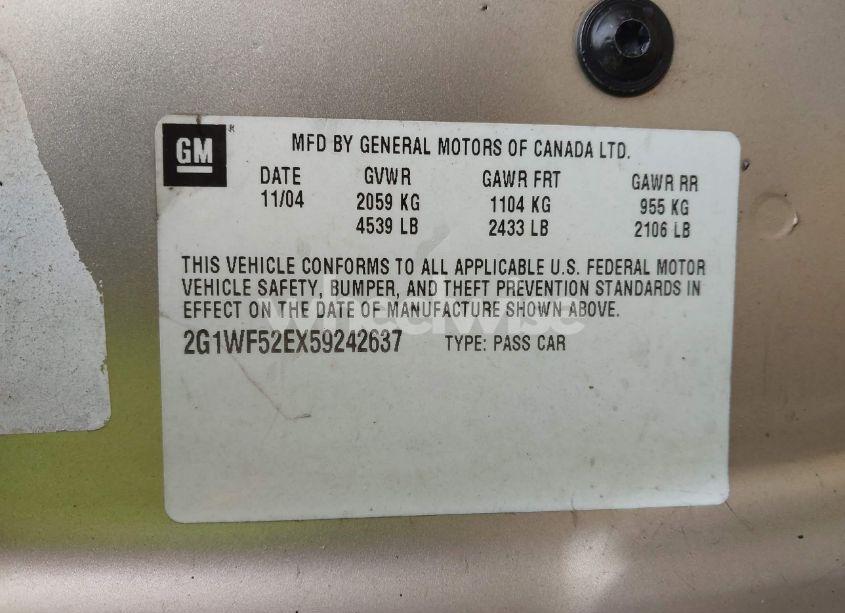 GM
MFD BY GENERAL MOTORS OF CANADA LTD.
DATE GVWR GAWR FRT GAWR RR
11/04 2059 KG 1104 KG 955 KG
4539 LB 2433 LB 2106 LB
THIS VEHICLE CONFORMS TO ALL APPLICABLE U.S. FEDERAL MOTOR
VEHICLE SAFETY, BUMPER, AND THEFT PREVENTION STANDARDS IN
EFFECT ON THE DATE OF MANUFACTURE SHOWN ABOVE.
wheelwise
2G1WF52EX59242637 TYPE: PASS CAR